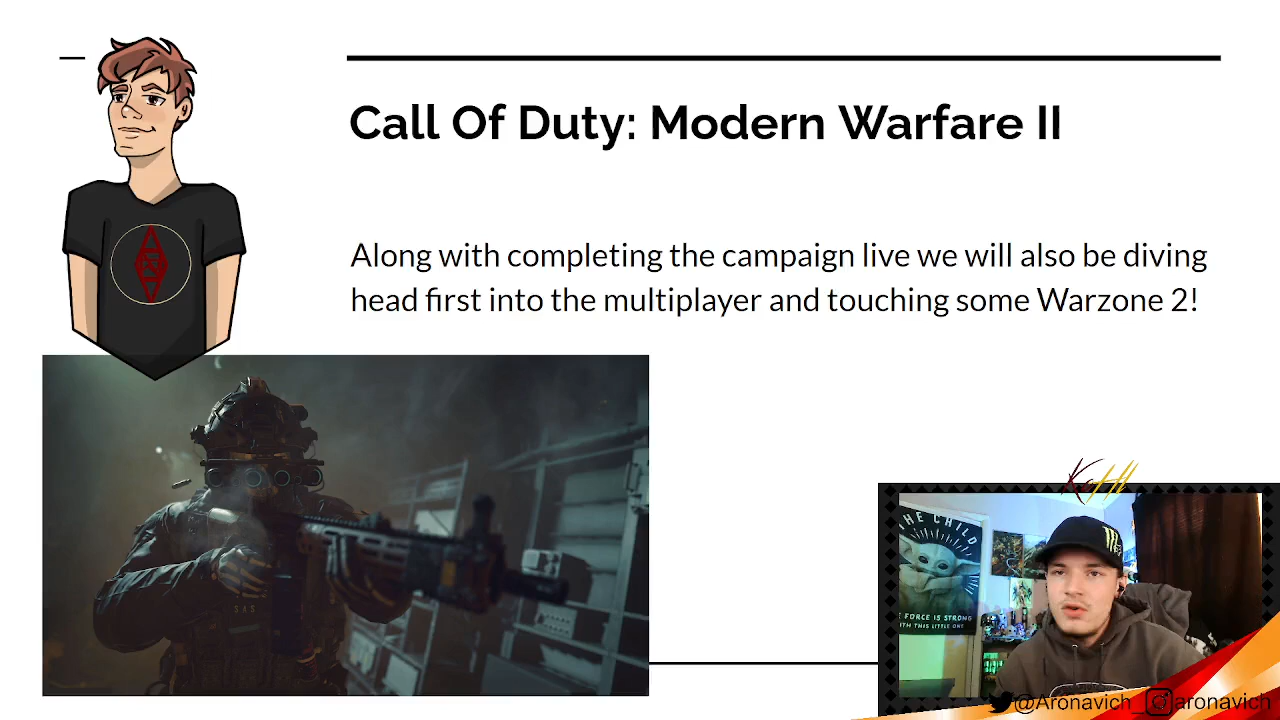 Call Of Duty: Modern Warfare II
Along with completing the campaign live we will also be diving
head first into the multiplayer and touching some Warzone 2!
SAS
KeHl
THE CHILD
E FORCE IS STRONG
WITH THIS LITTLE ONE
@Aronavich_
aronavich